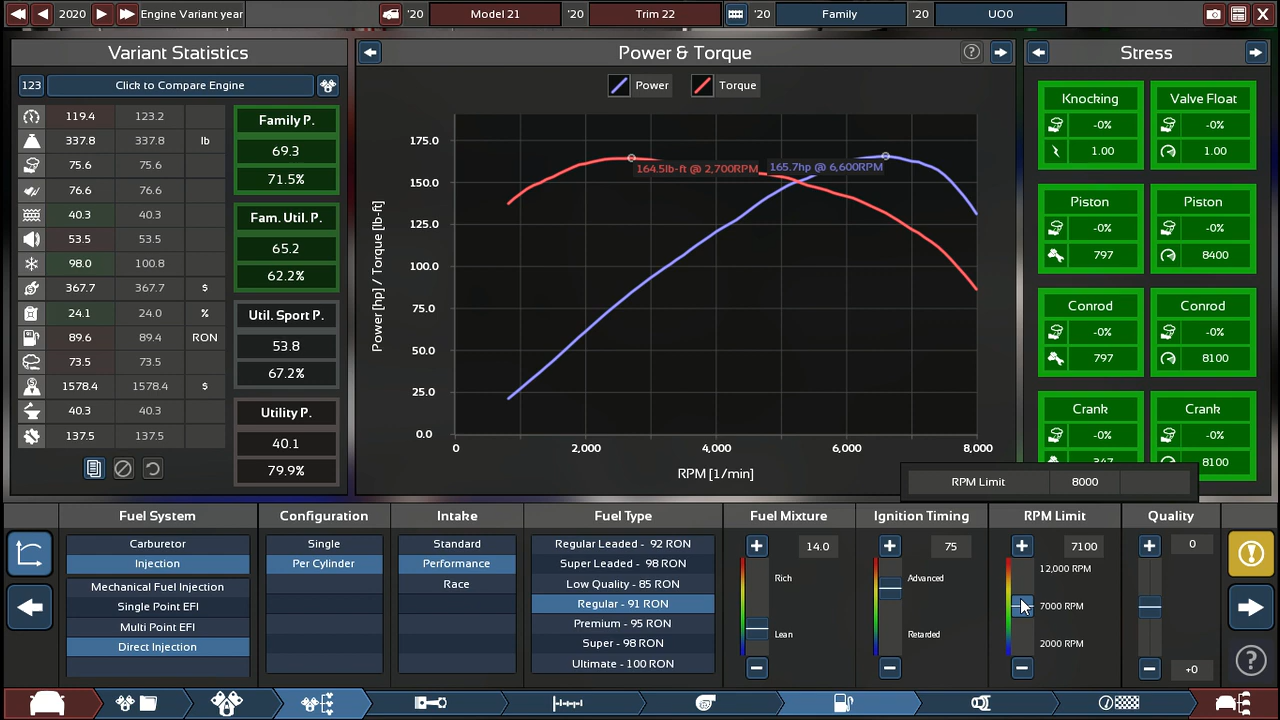 2020
Engine Variant year
'20
Model 21
'20
Trim 22
'20
Family
'20
UO0
Variant Statistics
123
Click to Compare Engine
119.4 123.2
337.8 337.8 lb
75.6 75.6
76.6 76.6
40.3 40.3
53.5 53.5
98.0 100.8
367.7 367.7 $
24.1 24.0 %
89.6 89.4 RON
73.5 73.5
1578.4 1578.4 $
40.3 40.3
137.5 137.5
Family P.
69.3
71.5%
Fam. Util. P.
65.2
62.2%
Util. Sport P.
53.8
67.2%
Utility P.
40.1
79.9%
Power & Torque
?
Power
Torque
Power [hp] / Torque [lb-ft]
175.0
150.0
125.0
100.0
75.0
50.0
25.0
0.0
164.5lb-ft @ 2,700RPM
165.7hp @ 6,600RPM
0 2,000 4,000 6,000 8,000
RPM [1/min]
Stress
Knocking
-0%
1.00
Valve Float
-0%
1.00
Piston
-0%
797
Piston
-0%
8400
Conrod
-0%
797
Conrod
-0%
8100
Crank
-0%
Crank
-0%
8100
RPM Limit 8000
Fuel System
Carburetor
Injection
Mechanical Fuel Injection
Single Point EFI
Multi Point EFI
Direct Injection
Configuration
Single
Per Cylinder
Intake
Standard
Performance
Race
Fuel Type
Regular Leaded - 92 RON
Super Leaded - 98 RON
Low Quality - 85 RON
Regular - 91 RON
Premium - 95 RON
Super - 98 RON
Ultimate - 100 RON
Fuel Mixture
14.0
Rich
Lean
Ignition Timing
75
Advanced
Retarded
RPM Limit
7100
12,000 RPM
7000 RPM
2000 RPM
Quality
0
+0
?